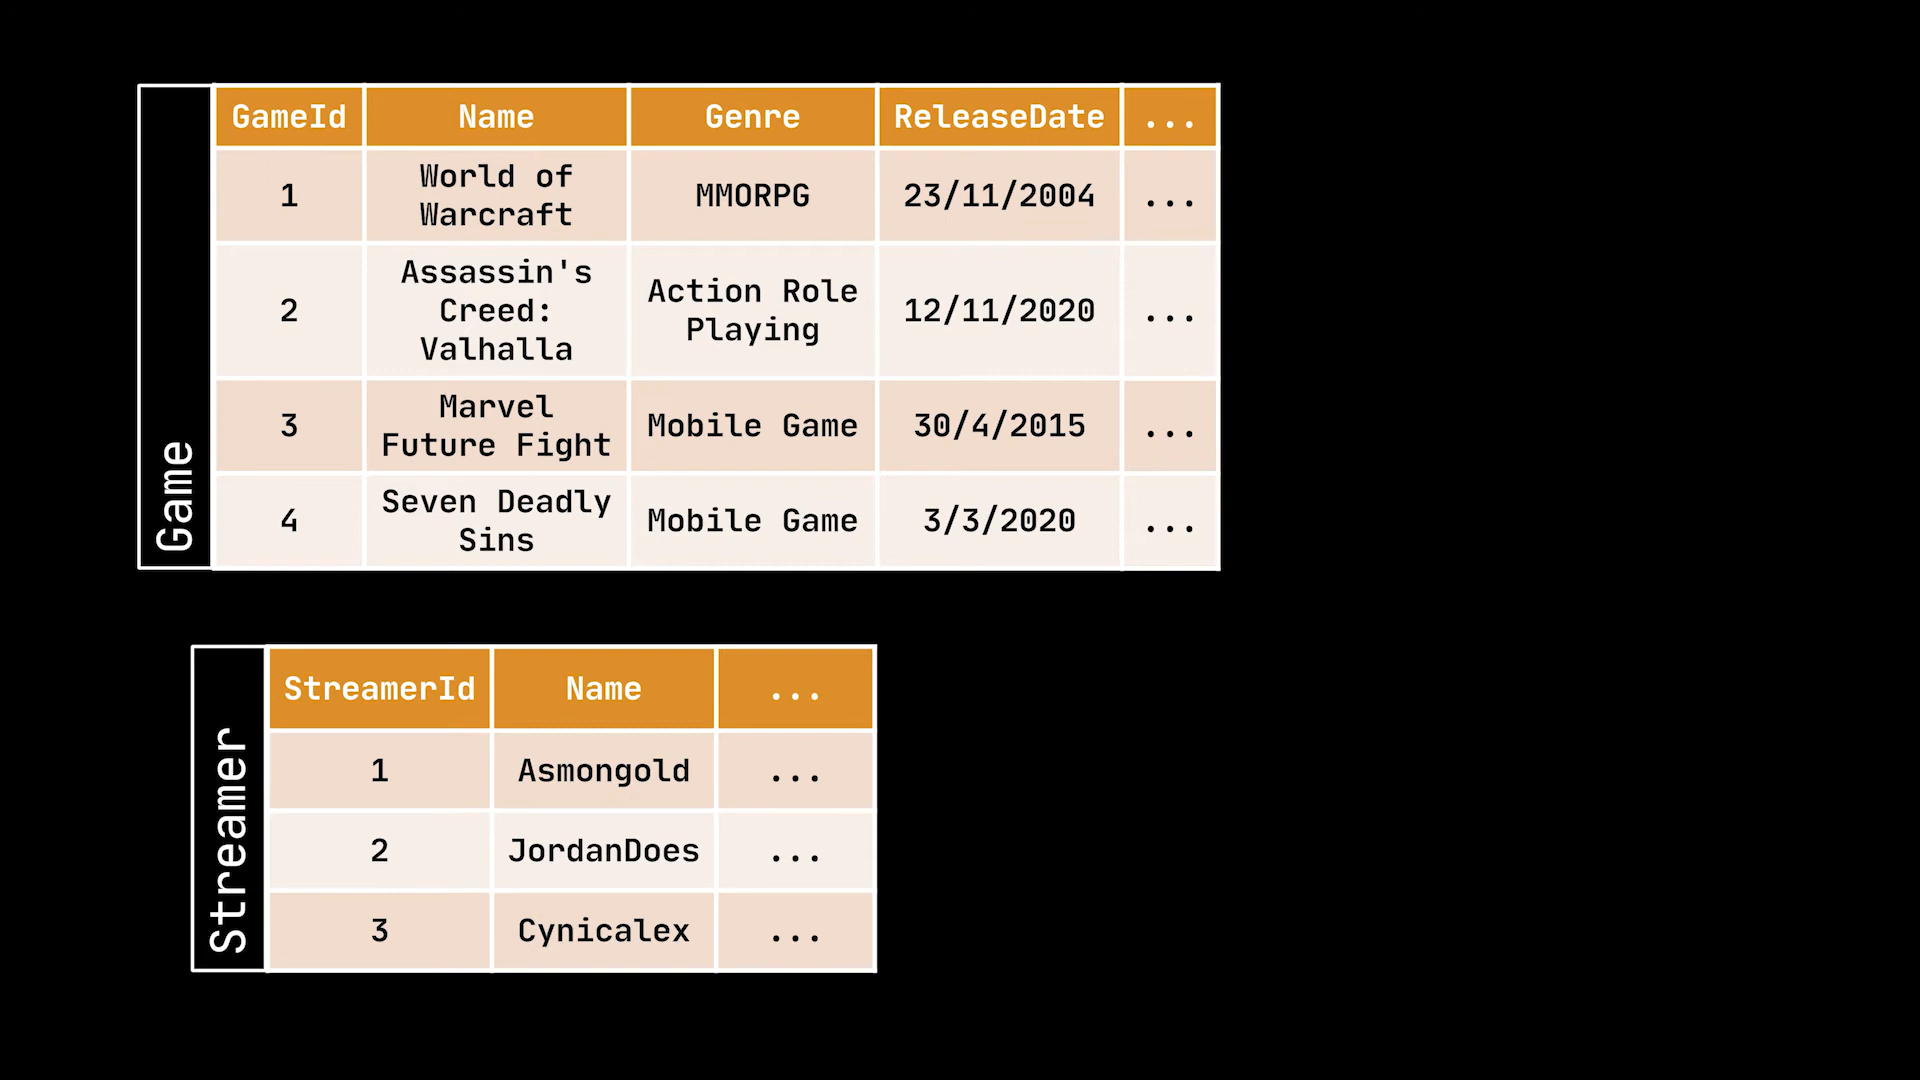 Game
GameId Name Genre ReleaseDate ...
1 World of Warcraft MMORPG 23/11/2004 ...
2 Assassin's Creed: Valhalla Action Role Playing 12/11/2020 ...
3 Marvel Future Fight Mobile Game 30/4/2015 ...
4 Seven Deadly Sins Mobile Game 3/3/2020 ...
Streamer
StreamerId Name ...
1 Asmongold ...
2 JordanDoes ...
3 Cynicalex ...